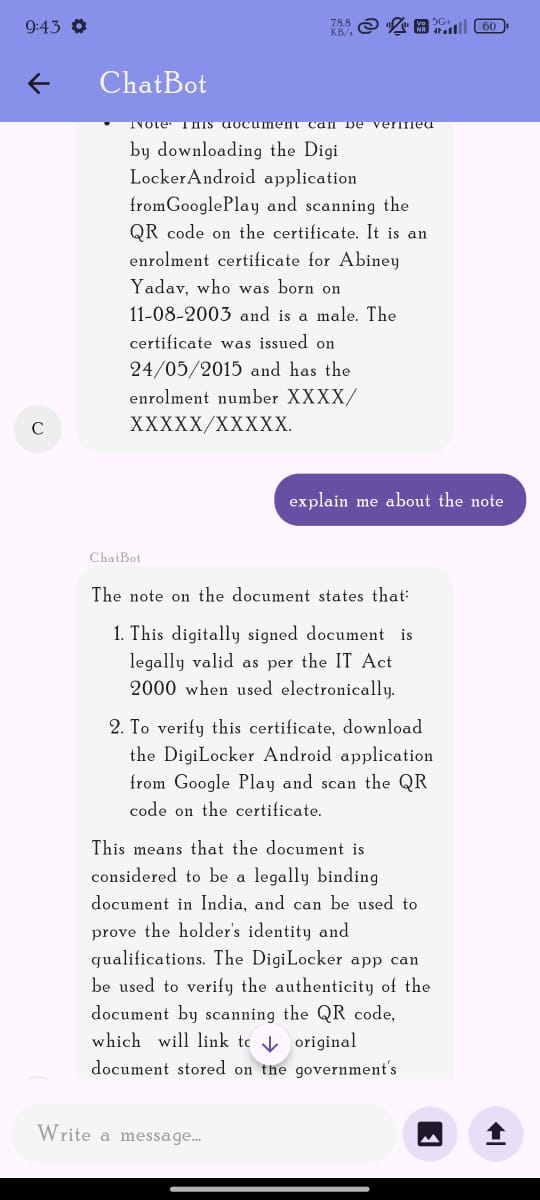 9:43
78.8
KB/s
Vo
NR
5G+
60
ChatBot
Note: This document can be verified
by downloading the Digi
LockerAndroid application
fromGooglePlay and scanning the
QR code on the certificate. It is an
enrolment certificate for Abiney
Yadav, who was born on
11-08-2003 and is a male. The
certificate was issued on
24/05/2015 and has the
enrolment number XXXX/
XXXXX/XXXXX.
C
explain me about the note
ChatBot
The note on the document states that:
1. This digitally signed document is
legally valid as per the IT Act
2000 when used electronically.
2. To verify this certificate, download
the DigiLocker Android application
from Google Play and scan the QR
code on the certificate.
This means that the document is
considered to be a legally binding
document in India, and can be used to
prove the holder's identity and
qualifications. The DigiLocker app can
be used to verify the authenticity of the
document by scanning the QR code,
which will link original
document stored on the government's
Write a message...